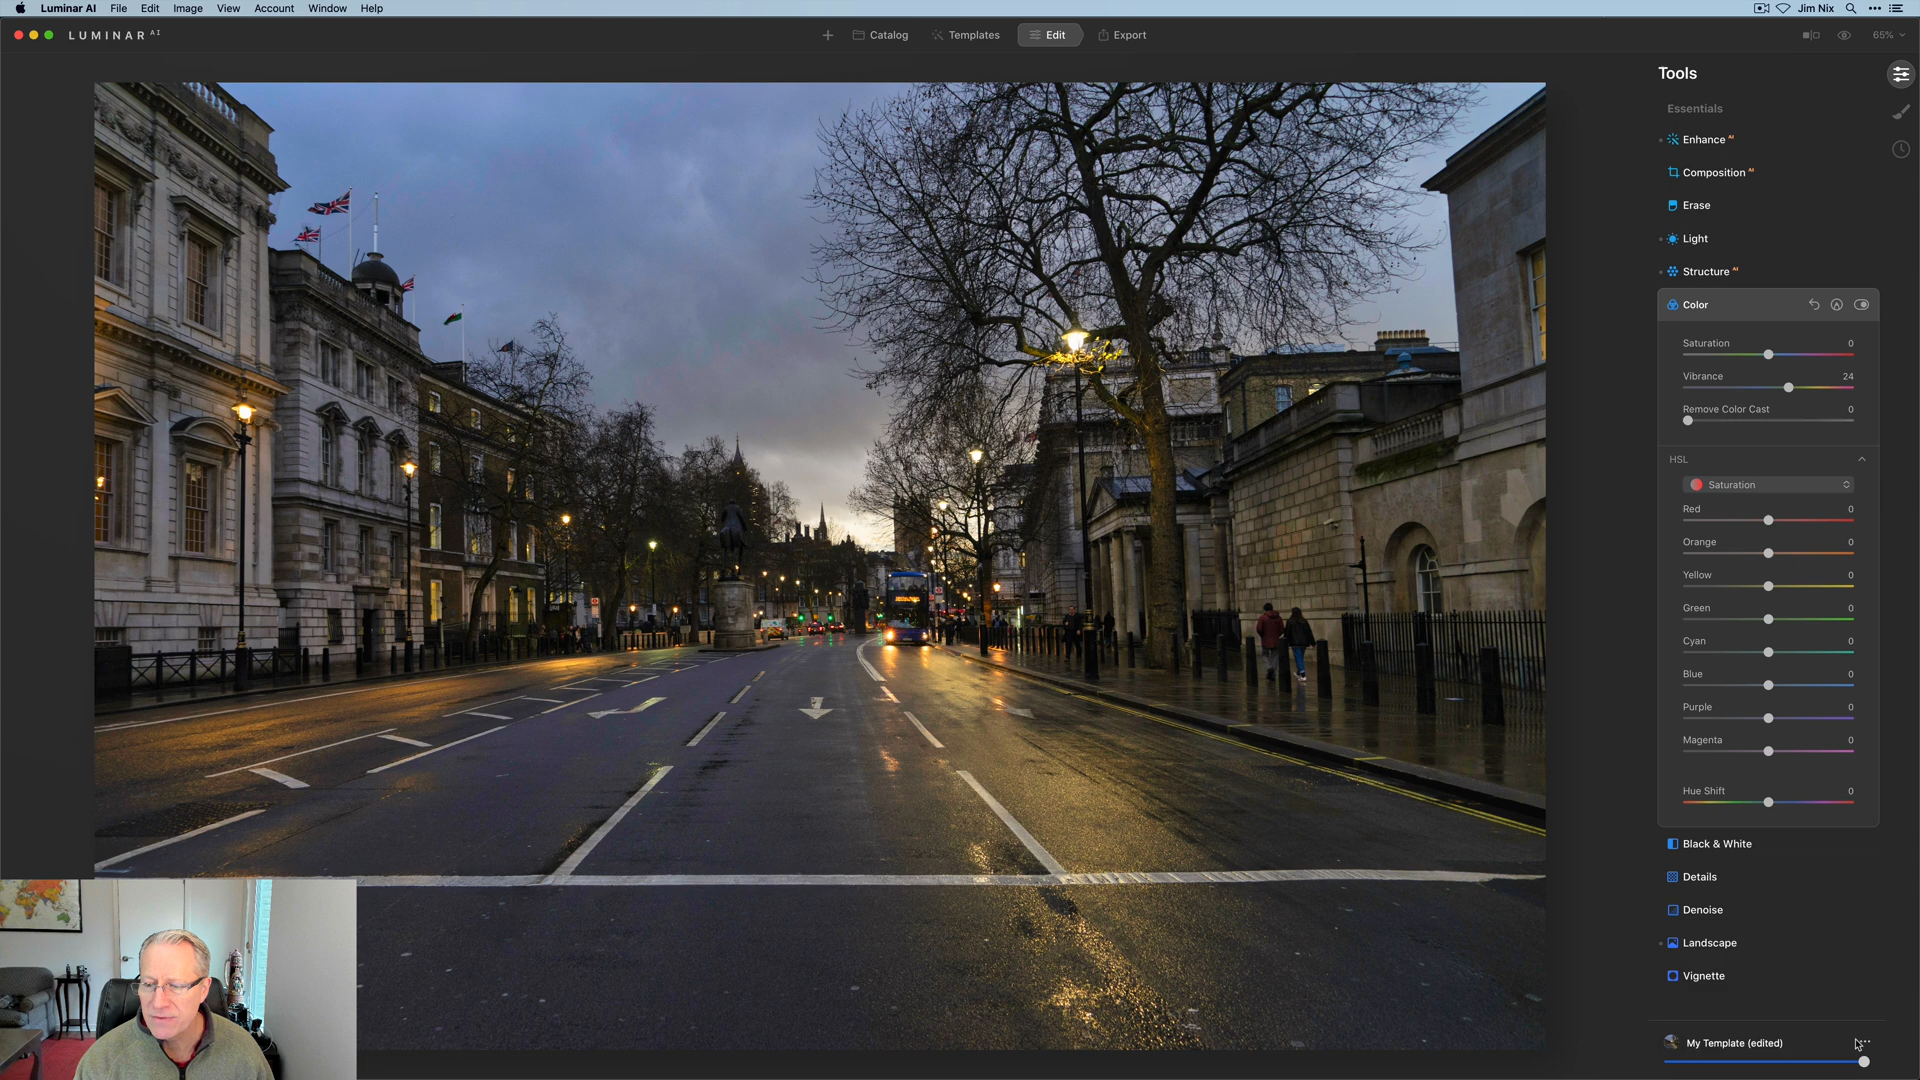 Luminar AI File Edit Image View Account Window Help Jim Nix
LUMINAR AI + Catalog Templates Edit Export 65%
Tools
Essentials
Enhance AI
Composition AI
Erase
Light
Structure AI
Color
Saturation 0
Vibrance 24
Remove Color Cast 0
HSL
Saturation
Red 0
Orange 0
Yellow 0
Green 0
Cyan 0
Blue 0
Purple 0
Magenta 0
Hue Shift 0
Black & White
Details
Denoise
Landscape
Vignette
My Template (edited)